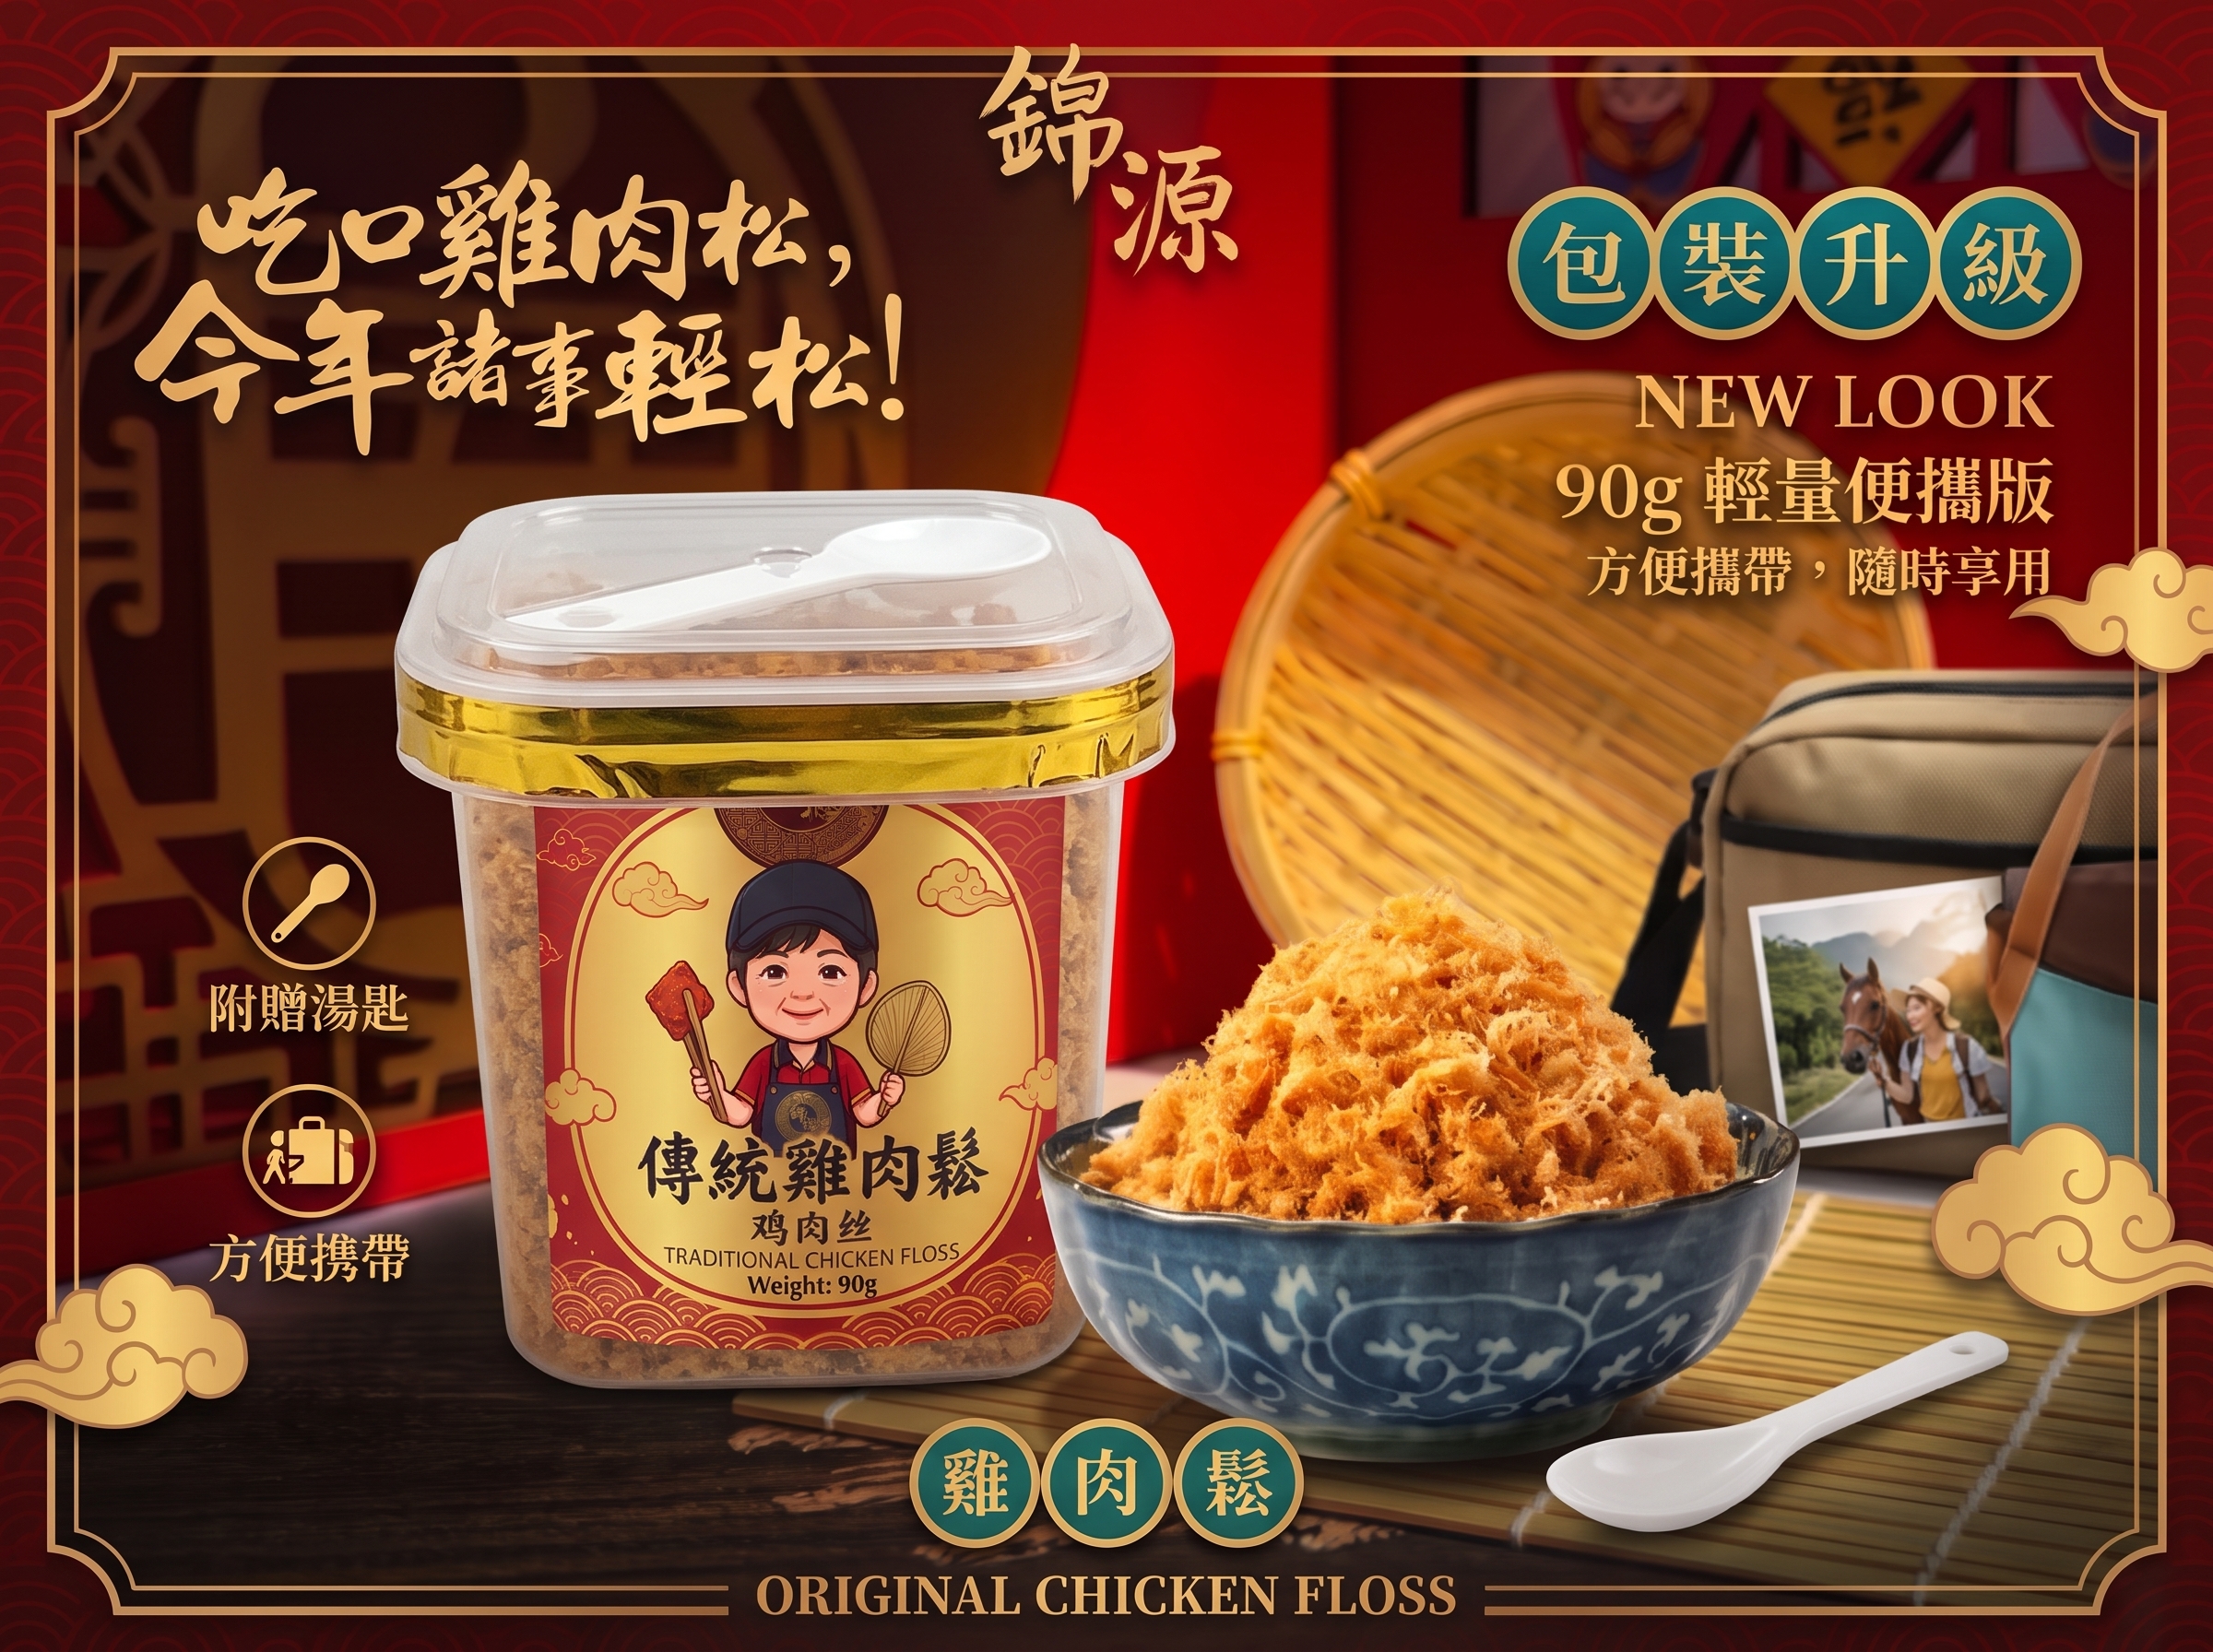 錦源
吃口雞肉松，
今年諸事輕松！
包裝升級
NEW LOOK
90g 輕量便攜版
方便攜帶，隨時享用
附贈湯匙
方便携帶
傳統雞肉鬆
鸡肉丝
TRADITIONAL CHICKEN FLOSS
Weight: 90g
雞肉鬆
ORIGINAL CHICKEN FLOSS